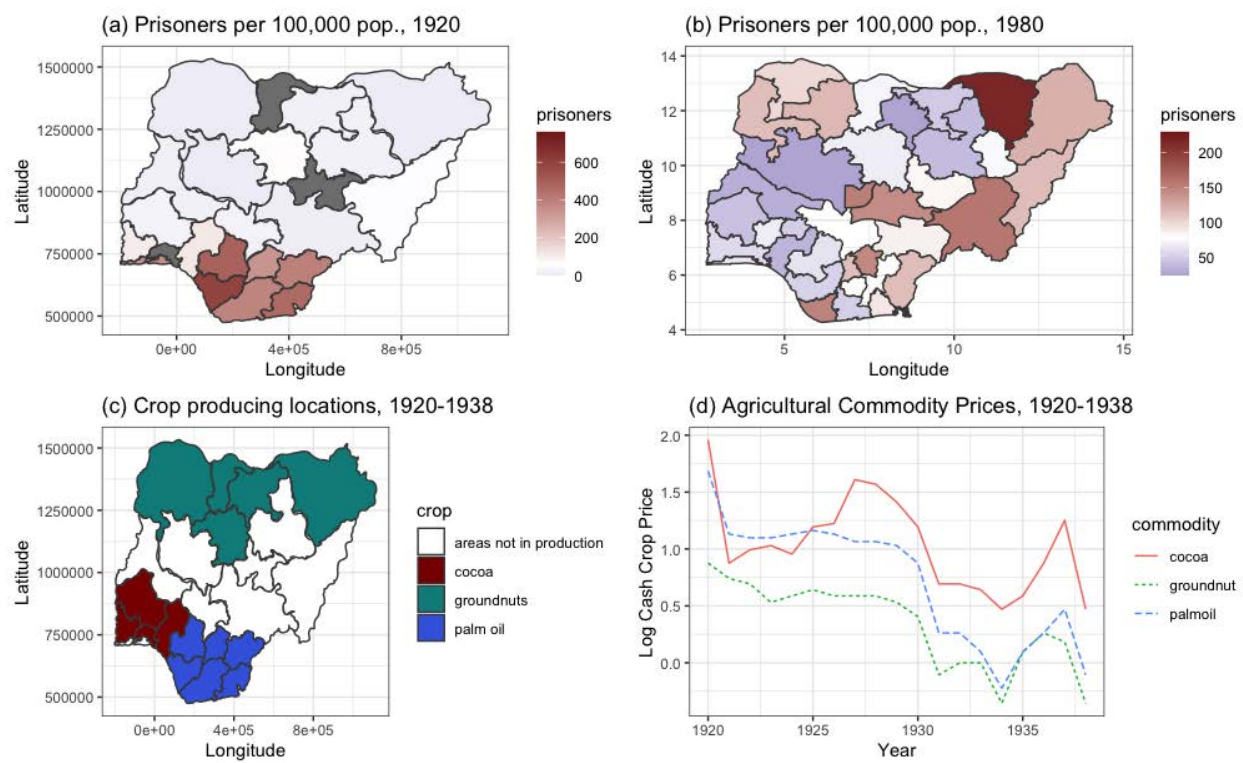 (a) Prisoners per 100,000 pop., 1920
1500000
1250000
1000000
750000
500000
Latitude
0e+00 4e+05 8e+05
Longitude
prisoners
600
400
200
0
(b) Prisoners per 100,000 pop., 1980
14
12
10
8
6
4
Latitude
5 10 15
Longitude
prisoners
200
150
100
50
(c) Crop producing locations, 1920-1938
1500000
1250000
1000000
750000
500000
Latitude
0e+00 4e+05 8e+05
Longitude
crop
areas not in production
cocoa
groundnuts
palm oil
(d) Agricultural Commodity Prices, 1920-1938
2.0
1.5
1.0
0.5
0.0
Log Cash Crop Price
1920 1925 1930 1935
Year
commodity
cocoa
groundnut
palmoil